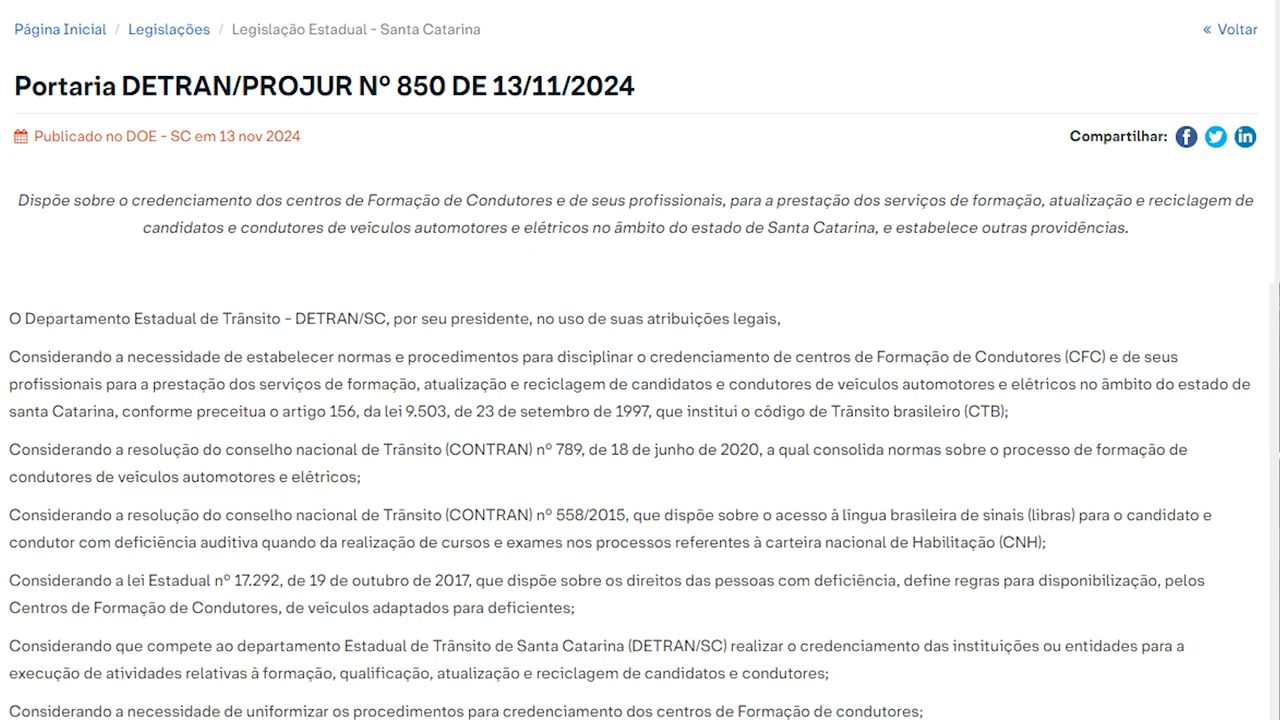 Página Inicial / Legislações / Legislação Estadual - Santa Catarina
« Voltar
Portaria DETRAN/PROJUR Nº 850 DE 13/11/2024
Publicado no DOE - SC em 13 nov 2024
Compartilhar:
Dispõe sobre o credenciamento dos centros de Formação de Condutores e de seus profissionais, para a prestação dos serviços de formação, atualização e reciclagem de
candidatos e condutores de veículos automotores e elétricos no âmbito do estado de Santa Catarina, e estabelece outras providências.
O Departamento Estadual de Trânsito - DETRAN/SC, por seu presidente, no uso de suas atribuições legais,
Considerando a necessidade de estabelecer normas e procedimentos para disciplinar o credenciamento de centros de Formação de Condutores (CFC) e de seus
profissionais para a prestação dos serviços de formação, atualização e reciclagem de candidatos e condutores de veículos automotores e elétricos no âmbito do estado de
santa Catarina, conforme preceitua o artigo 156, da lei 9.503, de 23 de setembro de 1997, que institui o código de Trânsito brasileiro (CTB);
Considerando a resolução do conselho nacional de Trânsito (CONTRAN) nº 789, de 18 de junho de 2020, a qual consolida normas sobre o processo de formação de
condutores de veículos automotores e elétricos;
Considerando a resolução do conselho nacional de Trânsito (CONTRAN) nº 558/2015, que dispõe sobre o acesso à língua brasileira de sinais (libras) para o candidato e
condutor com deficiência auditiva quando da realização de cursos e exames nos processos referentes à carteira nacional de Habilitação (CNH);
Considerando a lei Estadual nº 17.292, de 19 de outubro de 2017, que dispõe sobre os direitos das pessoas com deficiência, define regras para disponibilização, pelos
Centros de Formação de Condutores, de veículos adaptados para deficientes;
Considerando que compete ao departamento Estadual de Trânsito de Santa Catarina (DETRAN/SC) realizar o credenciamento das instituições ou entidades para a
execução de atividades relativas à formação, qualificação, atualização e reciclagem de candidatos e condutores;
Considerando a necessidade de uniformizar os procedimentos para credenciamento dos centros de Formação de condutores;